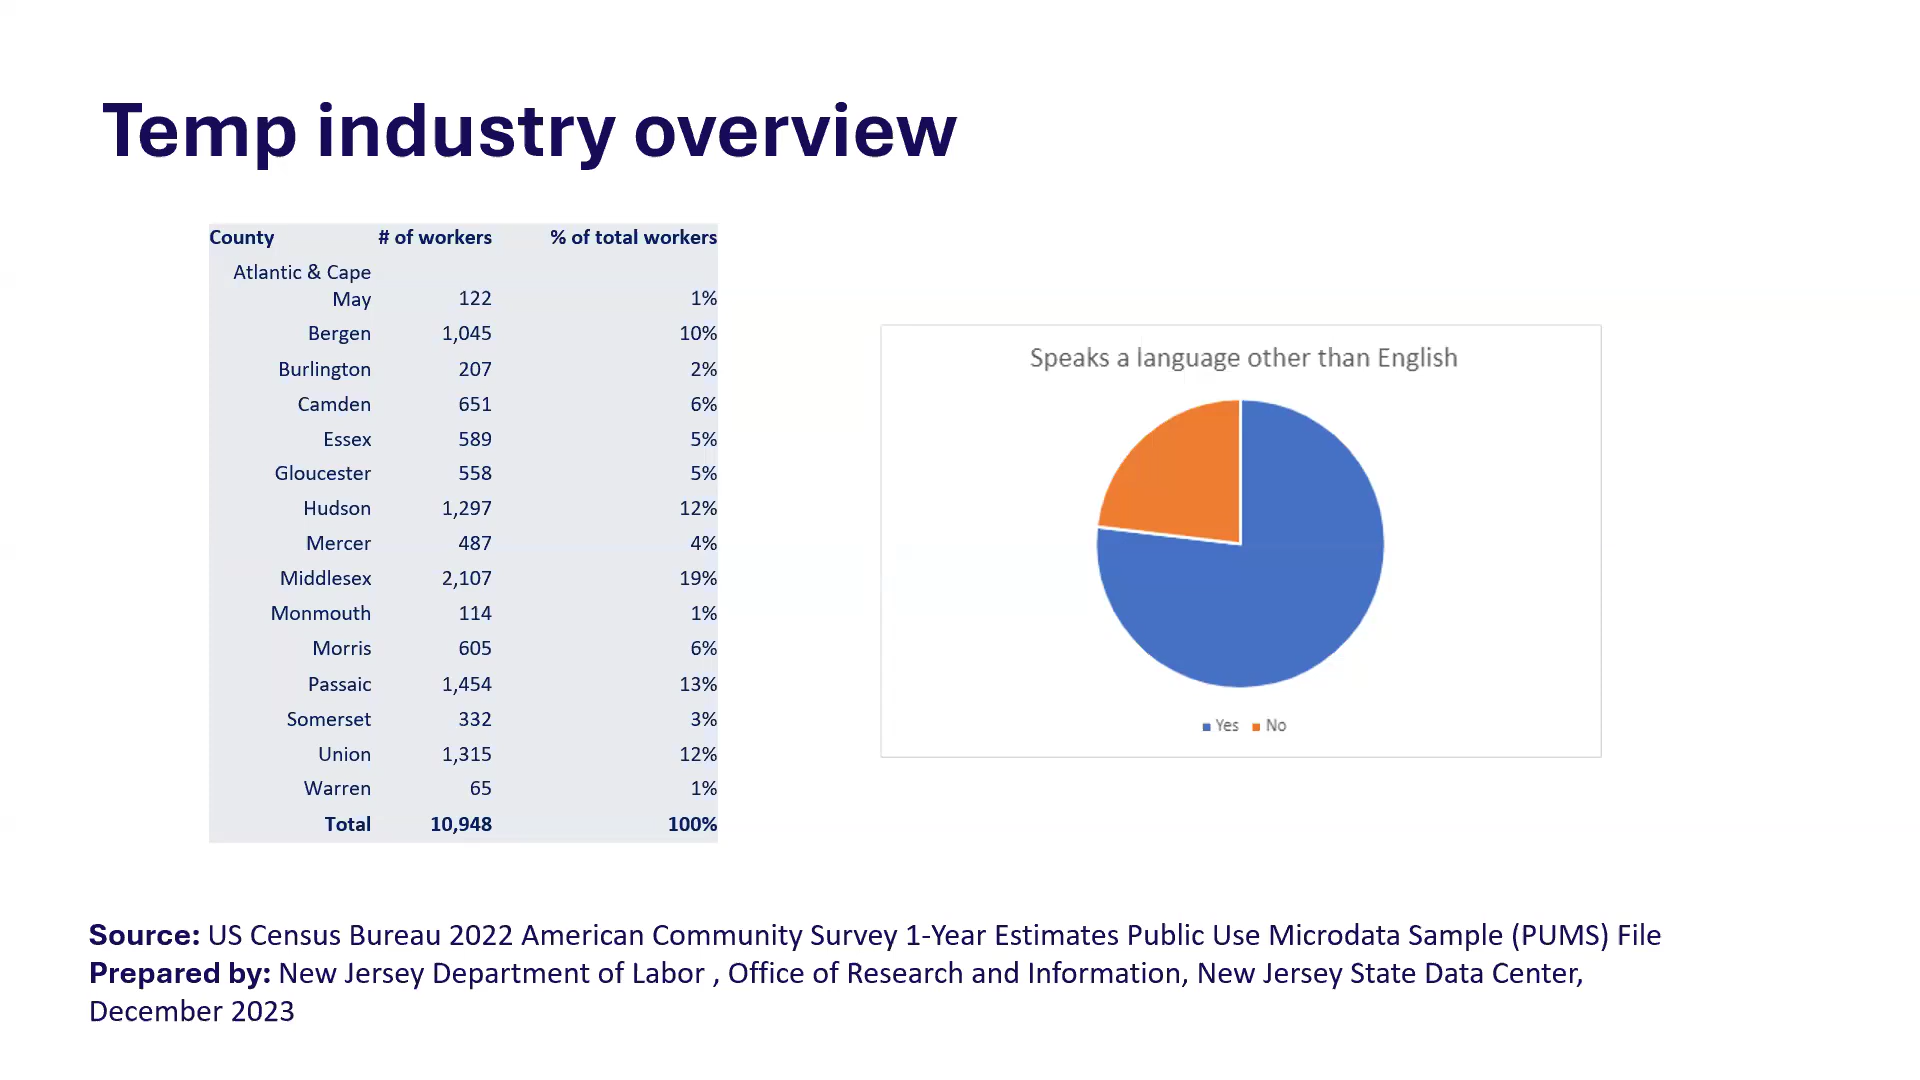 Temp industry overview
County # of workers % of total workers
Atlantic & Cape
May 122 1%
Bergen 1,045 10%
Burlington 207 2%
Camden 651 6%
Essex 589 5%
Gloucester 558 5%
Hudson 1,297 12%
Mercer 487 4%
Middlesex 2,107 19%
Monmouth 114 1%
Morris 605 6%
Passaic 1,454 13%
Somerset 332 3%
Union 1,315 12%
Warren 65 1%
Total 10,948 100%
Speaks a language other than English
Yes No
Source: US Census Bureau 2022 American Community Survey 1-Year Estimates Public Use Microdata Sample (PUMS) File
Prepared by: New Jersey Department of Labor , Office of Research and Information, New Jersey State Data Center,
December 2023